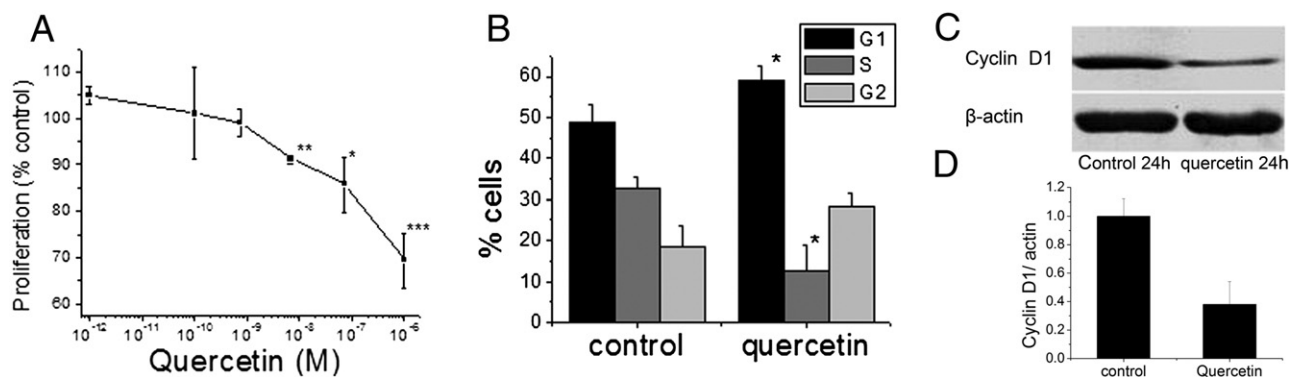 A
Proliferation (% control)
110
100
90
80
70
60
10⁻¹² 10⁻¹¹ 10⁻¹⁰ 10⁻⁹ 10⁻⁸ 10⁻⁷ 10⁻⁶
Quercetin (M)
**
*
***
B
% cells
60
50
40
30
20
10
0
G1
S
G2
*
*
control quercetin
C
Cyclin D1
β-actin
Control 24h quercetin 24h
D
Cyclin D1/ actin
1.2
1.0
0.8
0.6
0.4
0.2
0.0
control Quercetin